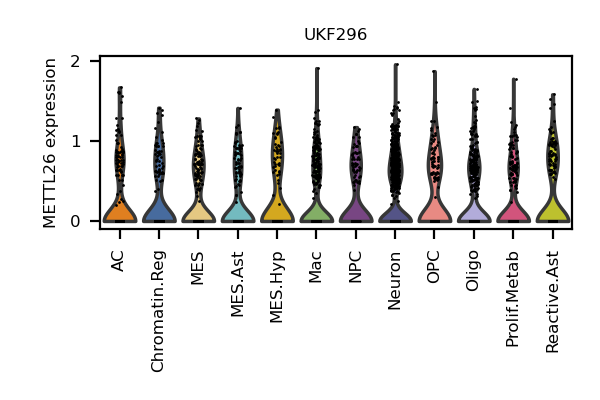 UKF296
METTL26 expression
2
1
0
AC
Chromatin.Reg
MES
MES.Ast
MES.Hyp
Mac
NPC
Neuron
OPC
Oligo
Prolif.Metab
Reactive.Ast